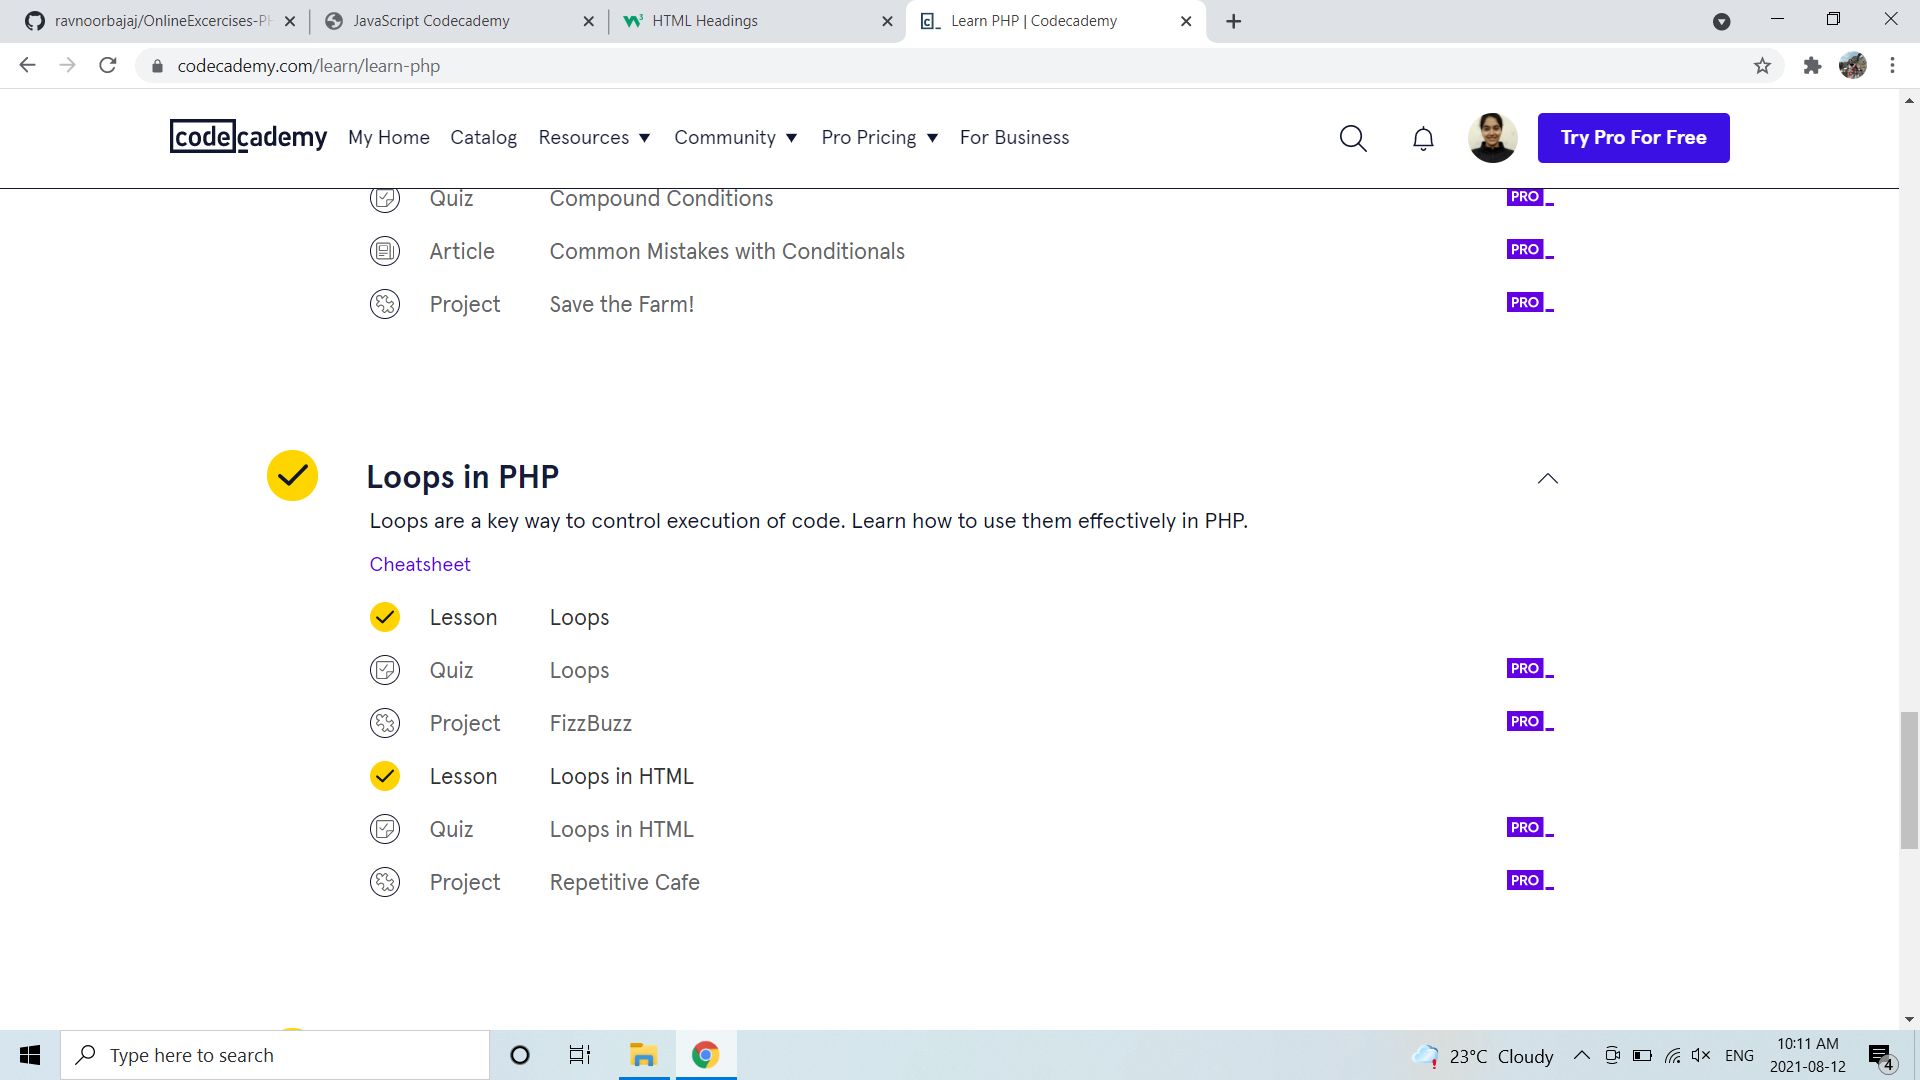 ravnoorbajaj/OnlineExcercises-PH
JavaScript Codecademy
HTML Headings
Learn PHP | Codecademy
codecademy.com/learn/learn-php
codecademy My Home Catalog Resources Community Pro Pricing For Business Try Pro For Free
Quiz Compound Conditions PRO
Article Common Mistakes with Conditionals PRO
Project Save the Farm! PRO
Loops in PHP
Loops are a key way to control execution of code. Learn how to use them effectively in PHP.
Cheatsheet
Lesson Loops
Quiz Loops PRO
Project FizzBuzz PRO
Lesson Loops in HTML
Quiz Loops in HTML PRO
Project Repetitive Cafe PRO
Type here to search
23°C Cloudy
ENG
10:11 AM
2021-08-12
4